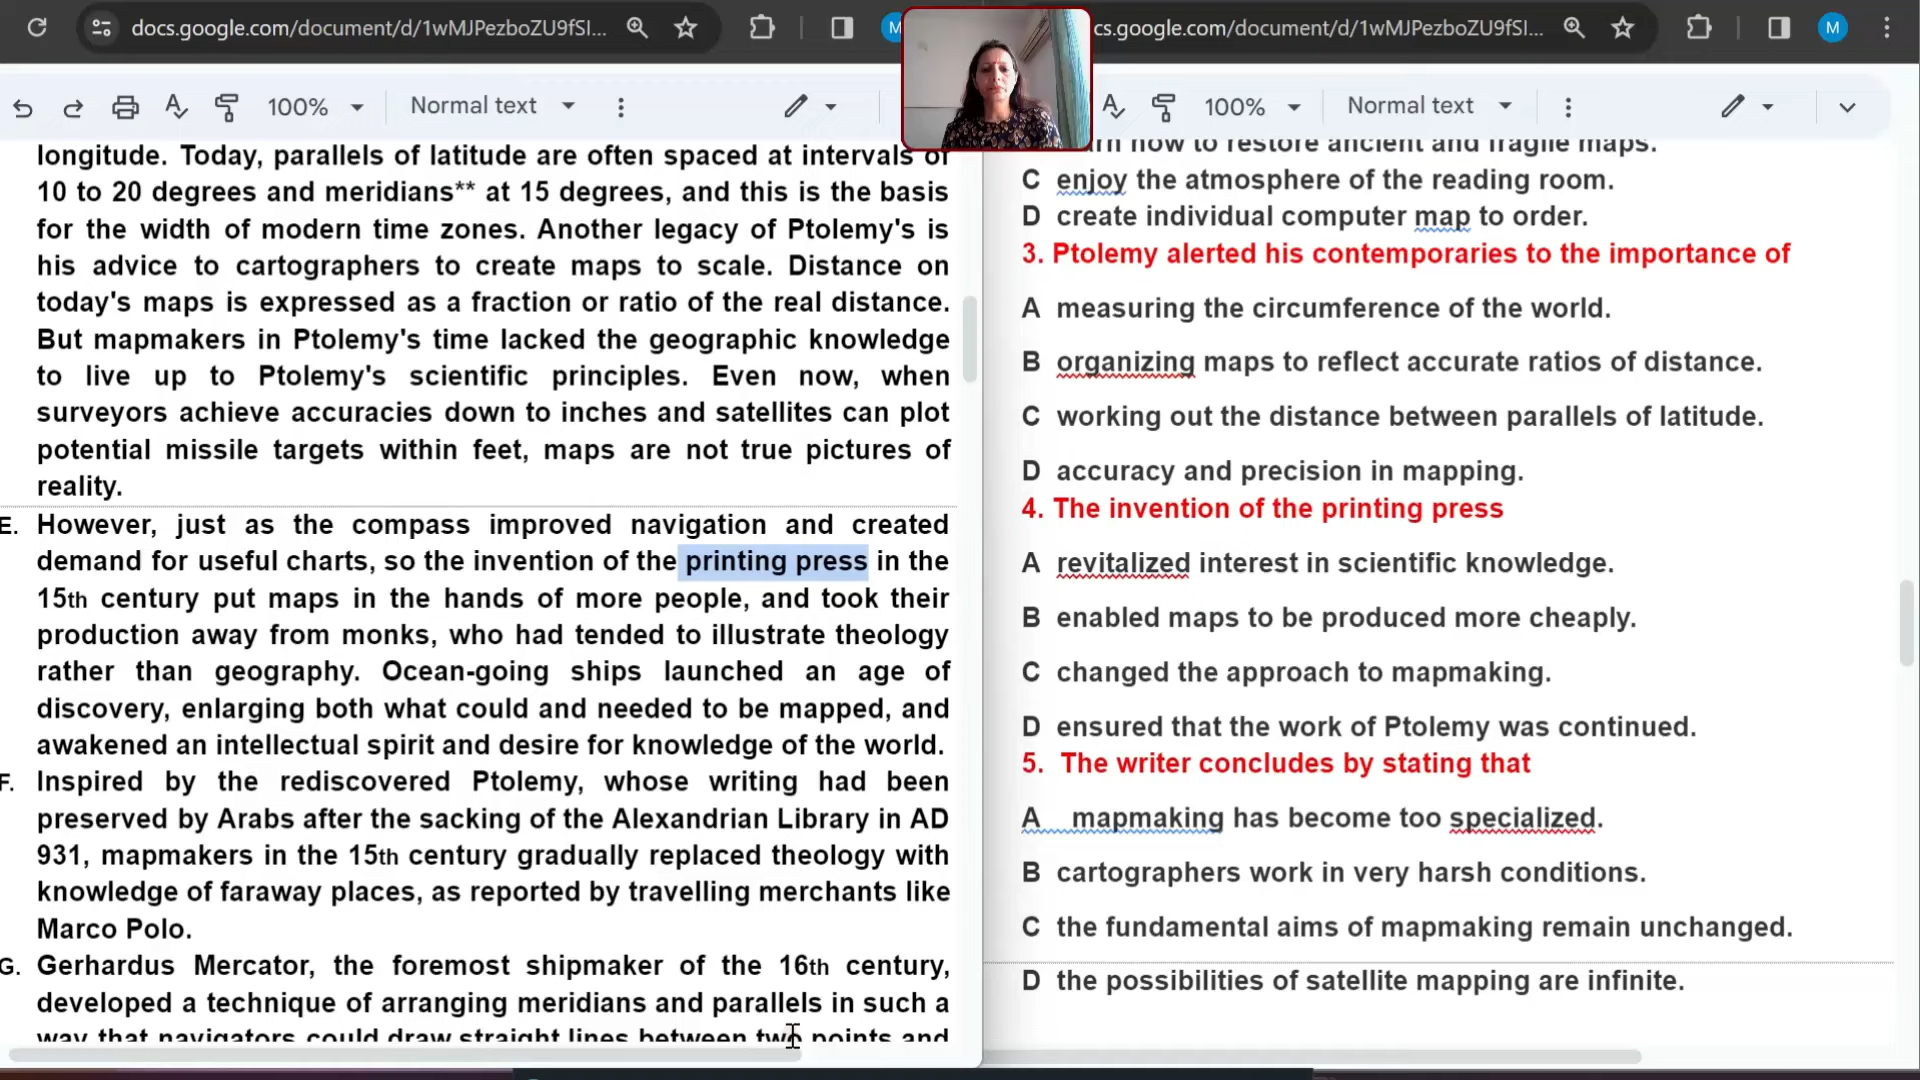 docs.google.com/document/d/1wMJPezboZU9fSI...
M
cs.google.com/document/d/1wMJPezboZU9fSI...
M
100%
Normal text
100%
Normal text
longitude. Today, parallels of latitude are often spaced at intervals of
10 to 20 degrees and meridians** at 15 degrees, and this is the basis
for the width of modern time zones. Another legacy of Ptolemy's is
his advice to cartographers to create maps to scale. Distance on
today's maps is expressed as a fraction or ratio of the real distance.
But mapmakers in Ptolemy's time lacked the geographic knowledge
to live up to Ptolemy's scientific principles. Even now, when
surveyors achieve accuracies down to inches and satellites can plot
potential missile targets within feet, maps are not true pictures of
reality.
E. However, just as the compass improved navigation and created
demand for useful charts, so the invention of the printing press in the
15th century put maps in the hands of more people, and took their
production away from monks, who had tended to illustrate theology
rather than geography. Ocean-going ships launched an age of
discovery, enlarging both what could and needed to be mapped, and
awakened an intellectual spirit and desire for knowledge of the world.
F. Inspired by the rediscovered Ptolemy, whose writing had been
preserved by Arabs after the sacking of the Alexandrian Library in AD
931, mapmakers in the 15th century gradually replaced theology with
knowledge of faraway places, as reported by travelling merchants like
Marco Polo.
G. Gerhardus Mercator, the foremost shipmaker of the 16th century,
developed a technique of arranging meridians and parallels in such a
way that navigators could draw straight lines between two points and
how to restore ancient and fragile maps.
C enjoy the atmosphere of the reading room.
D create individual computer map to order.
3. Ptolemy alerted his contemporaries to the importance of
A measuring the circumference of the world.
B organizing maps to reflect accurate ratios of distance.
C working out the distance between parallels of latitude.
D accuracy and precision in mapping.
4. The invention of the printing press
A revitalized interest in scientific knowledge.
B enabled maps to be produced more cheaply.
C changed the approach to mapmaking.
D ensured that the work of Ptolemy was continued.
5. The writer concludes by stating that
A mapmaking has become too specialized.
B cartographers work in very harsh conditions.
C the fundamental aims of mapmaking remain unchanged.
D the possibilities of satellite mapping are infinite.